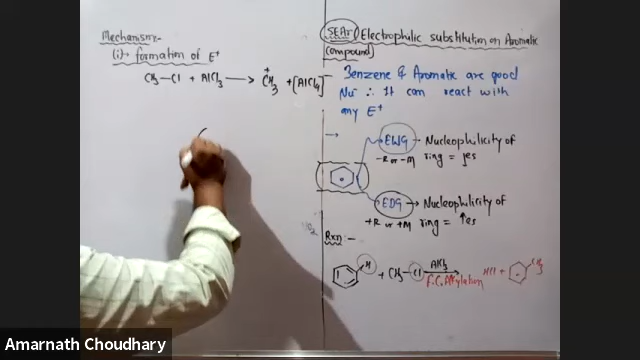 Mechanism:-
(i) → formation of E⁺
CH₃—Cl + AlCl₃ ⟶ C⁺H₃ + [AlCl₄]⁻
SEAr Electrophilic substitution on Aromatic
(compound)
Benzene & Aromatic are good
Nu⁻ ∴ It can react with
any E⁺
→
EWG → Nucleophilicity of
-R or -M ring = ↓es
EDG → Nucleophilicity of
+R or +M ring = ↑es
Rxn -
H + CH₃ — Cl AlCl₃ HCl + CH₃
F.C. Alkylation
Amarnath Choudhary